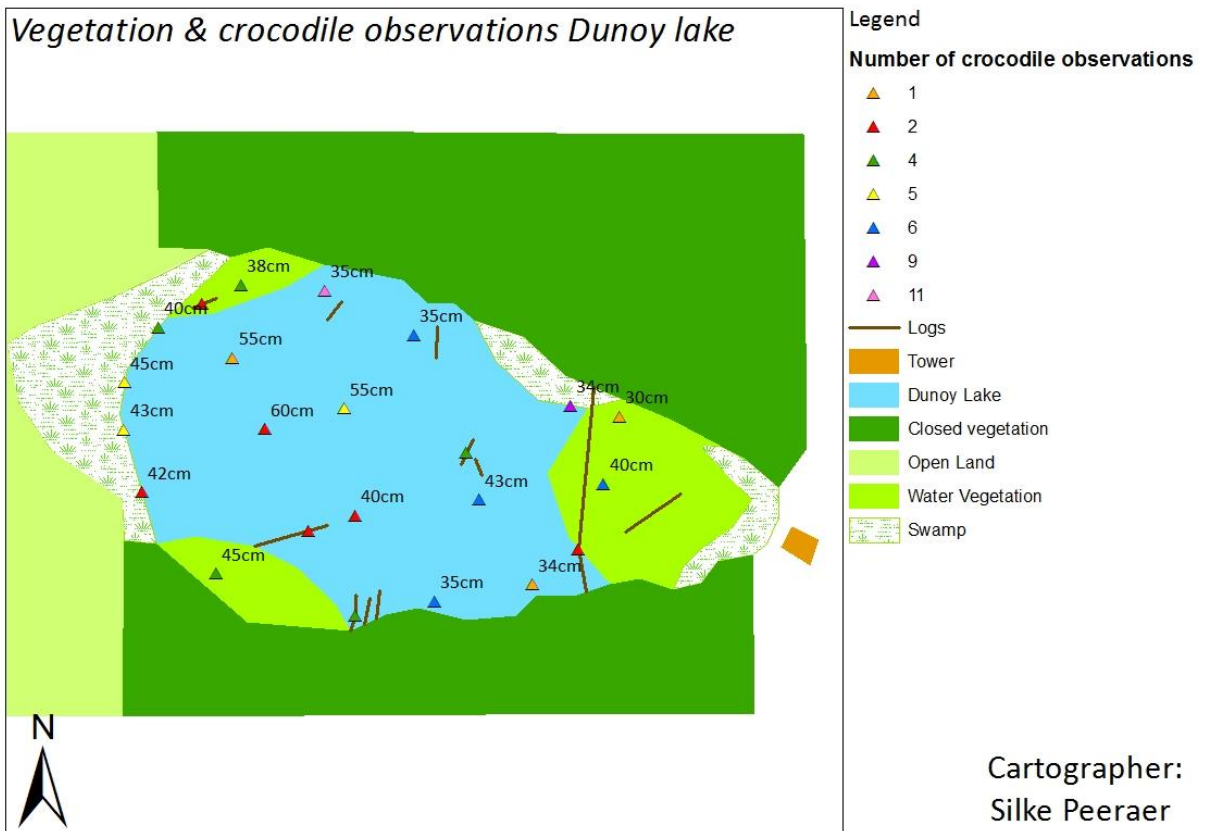 Vegetation & crocodile observations Dunoy lake
38cm
35cm
40cm
35cm
55cm
45cm
55cm
34cm
30cm
43cm
60cm
40cm
42cm
43cm
40cm
45cm
34cm
35cm
N
Legend
Number of crocodile observations
1
2
4
5
6
9
11
Logs
Tower
Dunoy Lake
Closed vegetation
Open Land
Water Vegetation
Swamp
Cartographer:
Silke Peeraer